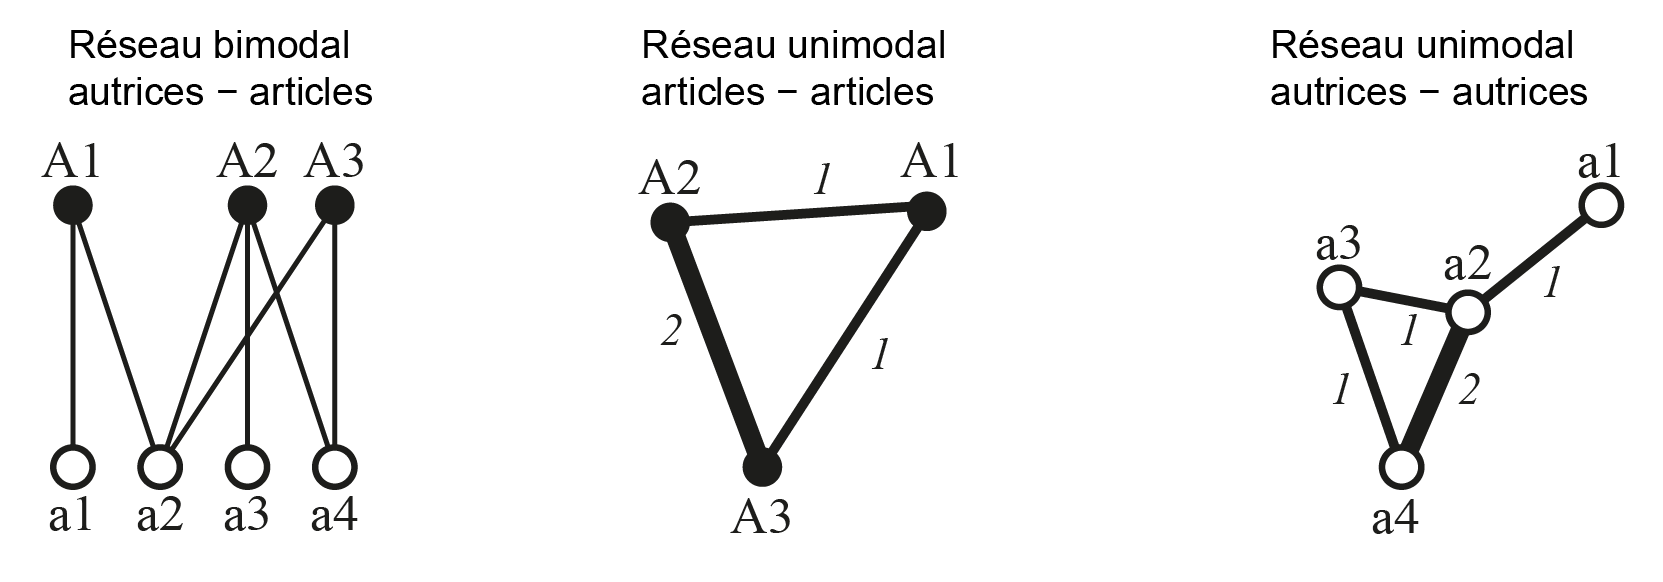 Réseau bimodal
autrices − articles
A1 A2 A3
a1 a2 a3 a4
Réseau unimodal
articles − articles
A2 1 A1
2 1
A3
Réseau unimodal
autrices − autrices
a1
a3 a2
1 1
1 2
a4